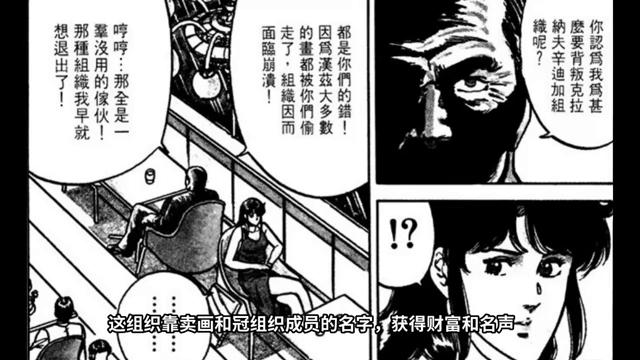 你認爲我爲甚
麼要背叛克拉
納夫辛迪加組
織呢?
!?
都是你們的錯!
因爲漢茲大多數
的畫都被你們偷
走了,組織因而
面臨崩潰!
哼哼…那全是一
羣沒用的傢伙!
那種組織我早就
想退出了!
……
……
这组织靠卖画和冠组织成员的名字，获得财富和名声